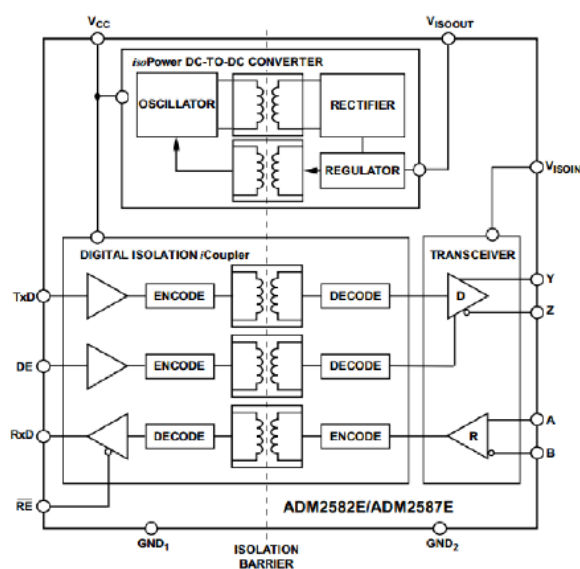 VCC
VISOOUT
isoPower DC-TO-DC CONVERTER
OSCILLATOR
RECTIFIER
REGULATOR
VISOIN
DIGITAL ISOLATION iCoupler
TRANSCEIVER
TxD
ENCODE
DECODE
D
Y
Z
DE
ENCODE
DECODE
RxD
DECODE
ENCODE
R
A
B
RE
ADM2582E/ADM2587E
GND1
ISOLATION
BARRIER
GND2